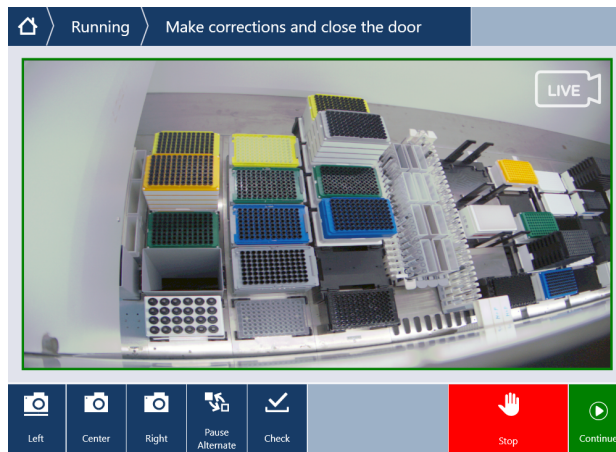 Running
Make corrections and close the door
LIVE
Left
Center
Right
Pause
Alternate
Check
Stop
Continue